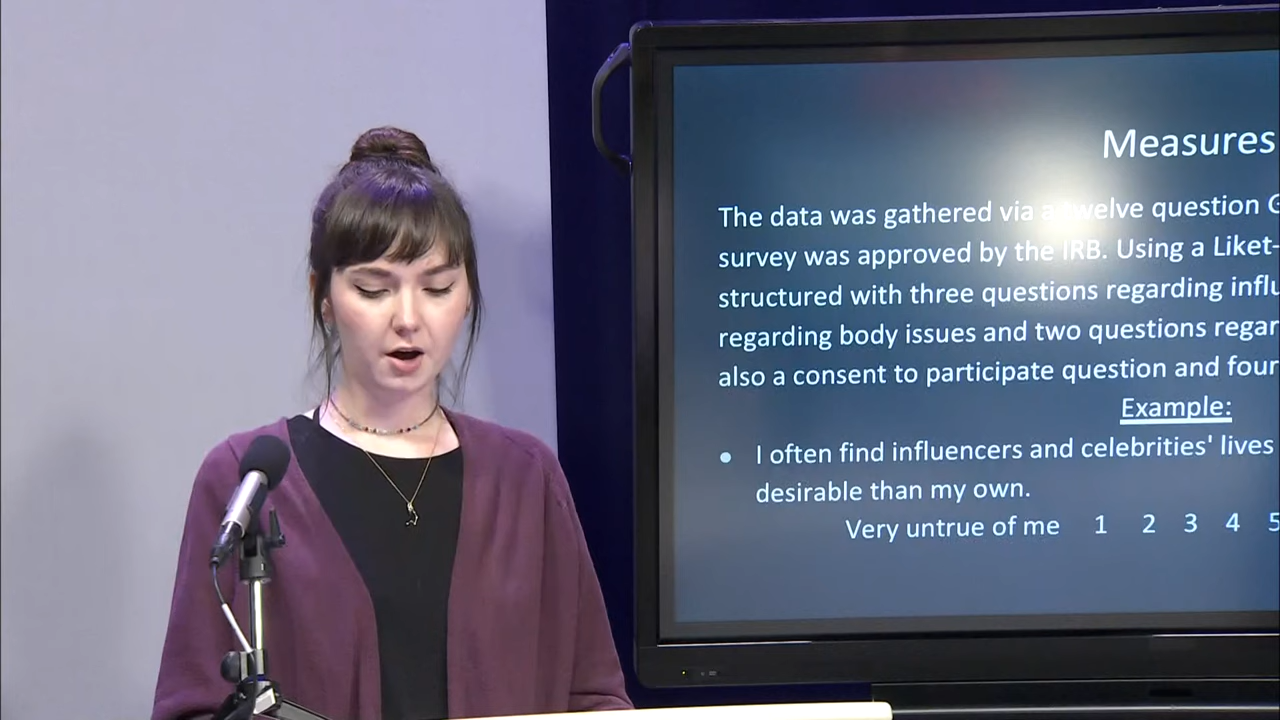 Measures
The data was gathered via a twelve question G
survey was approved by the IRB. Using a Liket-
structured with three questions regarding influ
regarding body issues and two questions regar
also a consent to participate question and four
Example:
• I often find influencers and celebrities' lives
desirable than my own.
Very untrue of me 1 2 3 4 5